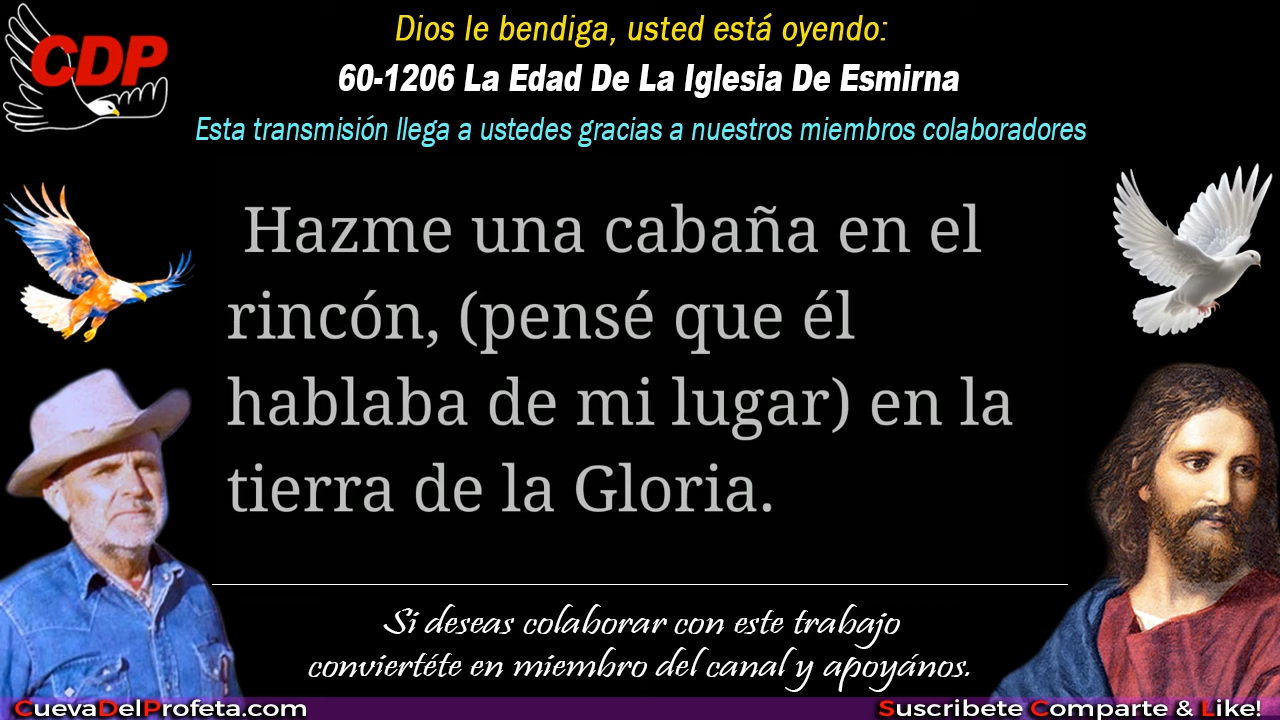 CDP
Dios le bendiga, usted está oyendo:
60-1206 La Edad De La Iglesia De Esmirna
Esta transmisión llega a ustedes gracias a nuestros miembros colaboradores
Hazme una cabaña en el
rincón, (pensé que él
hablaba de mi lugar) en la
tierra de la Gloria.
Si deseas colaborar con este trabajo
conviertéte en miembro del canal y apoyános.
CuevaDelProfeta.com
Suscribete Comparte & Like!